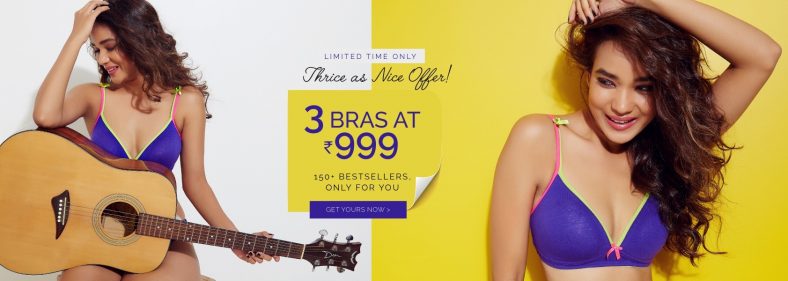 LIMITED TIME ONLY
Thrice as Nice Offer!
3 BRAS AT
₹999
150+ BESTSELLERS,
ONLY FOR YOU
GET YOURS NOW >
Dean